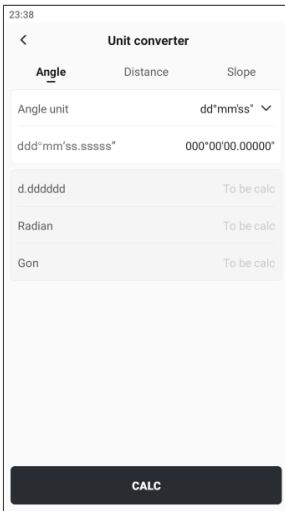 23:38
Unit converter
Angle Distance Slope
Angle unit dd°mm'ss"
ddd°mm'ss.sssss" 000°00'00.00000"
d.dddddd To be calc
Radian To be calc
Gon To be calc
CALC